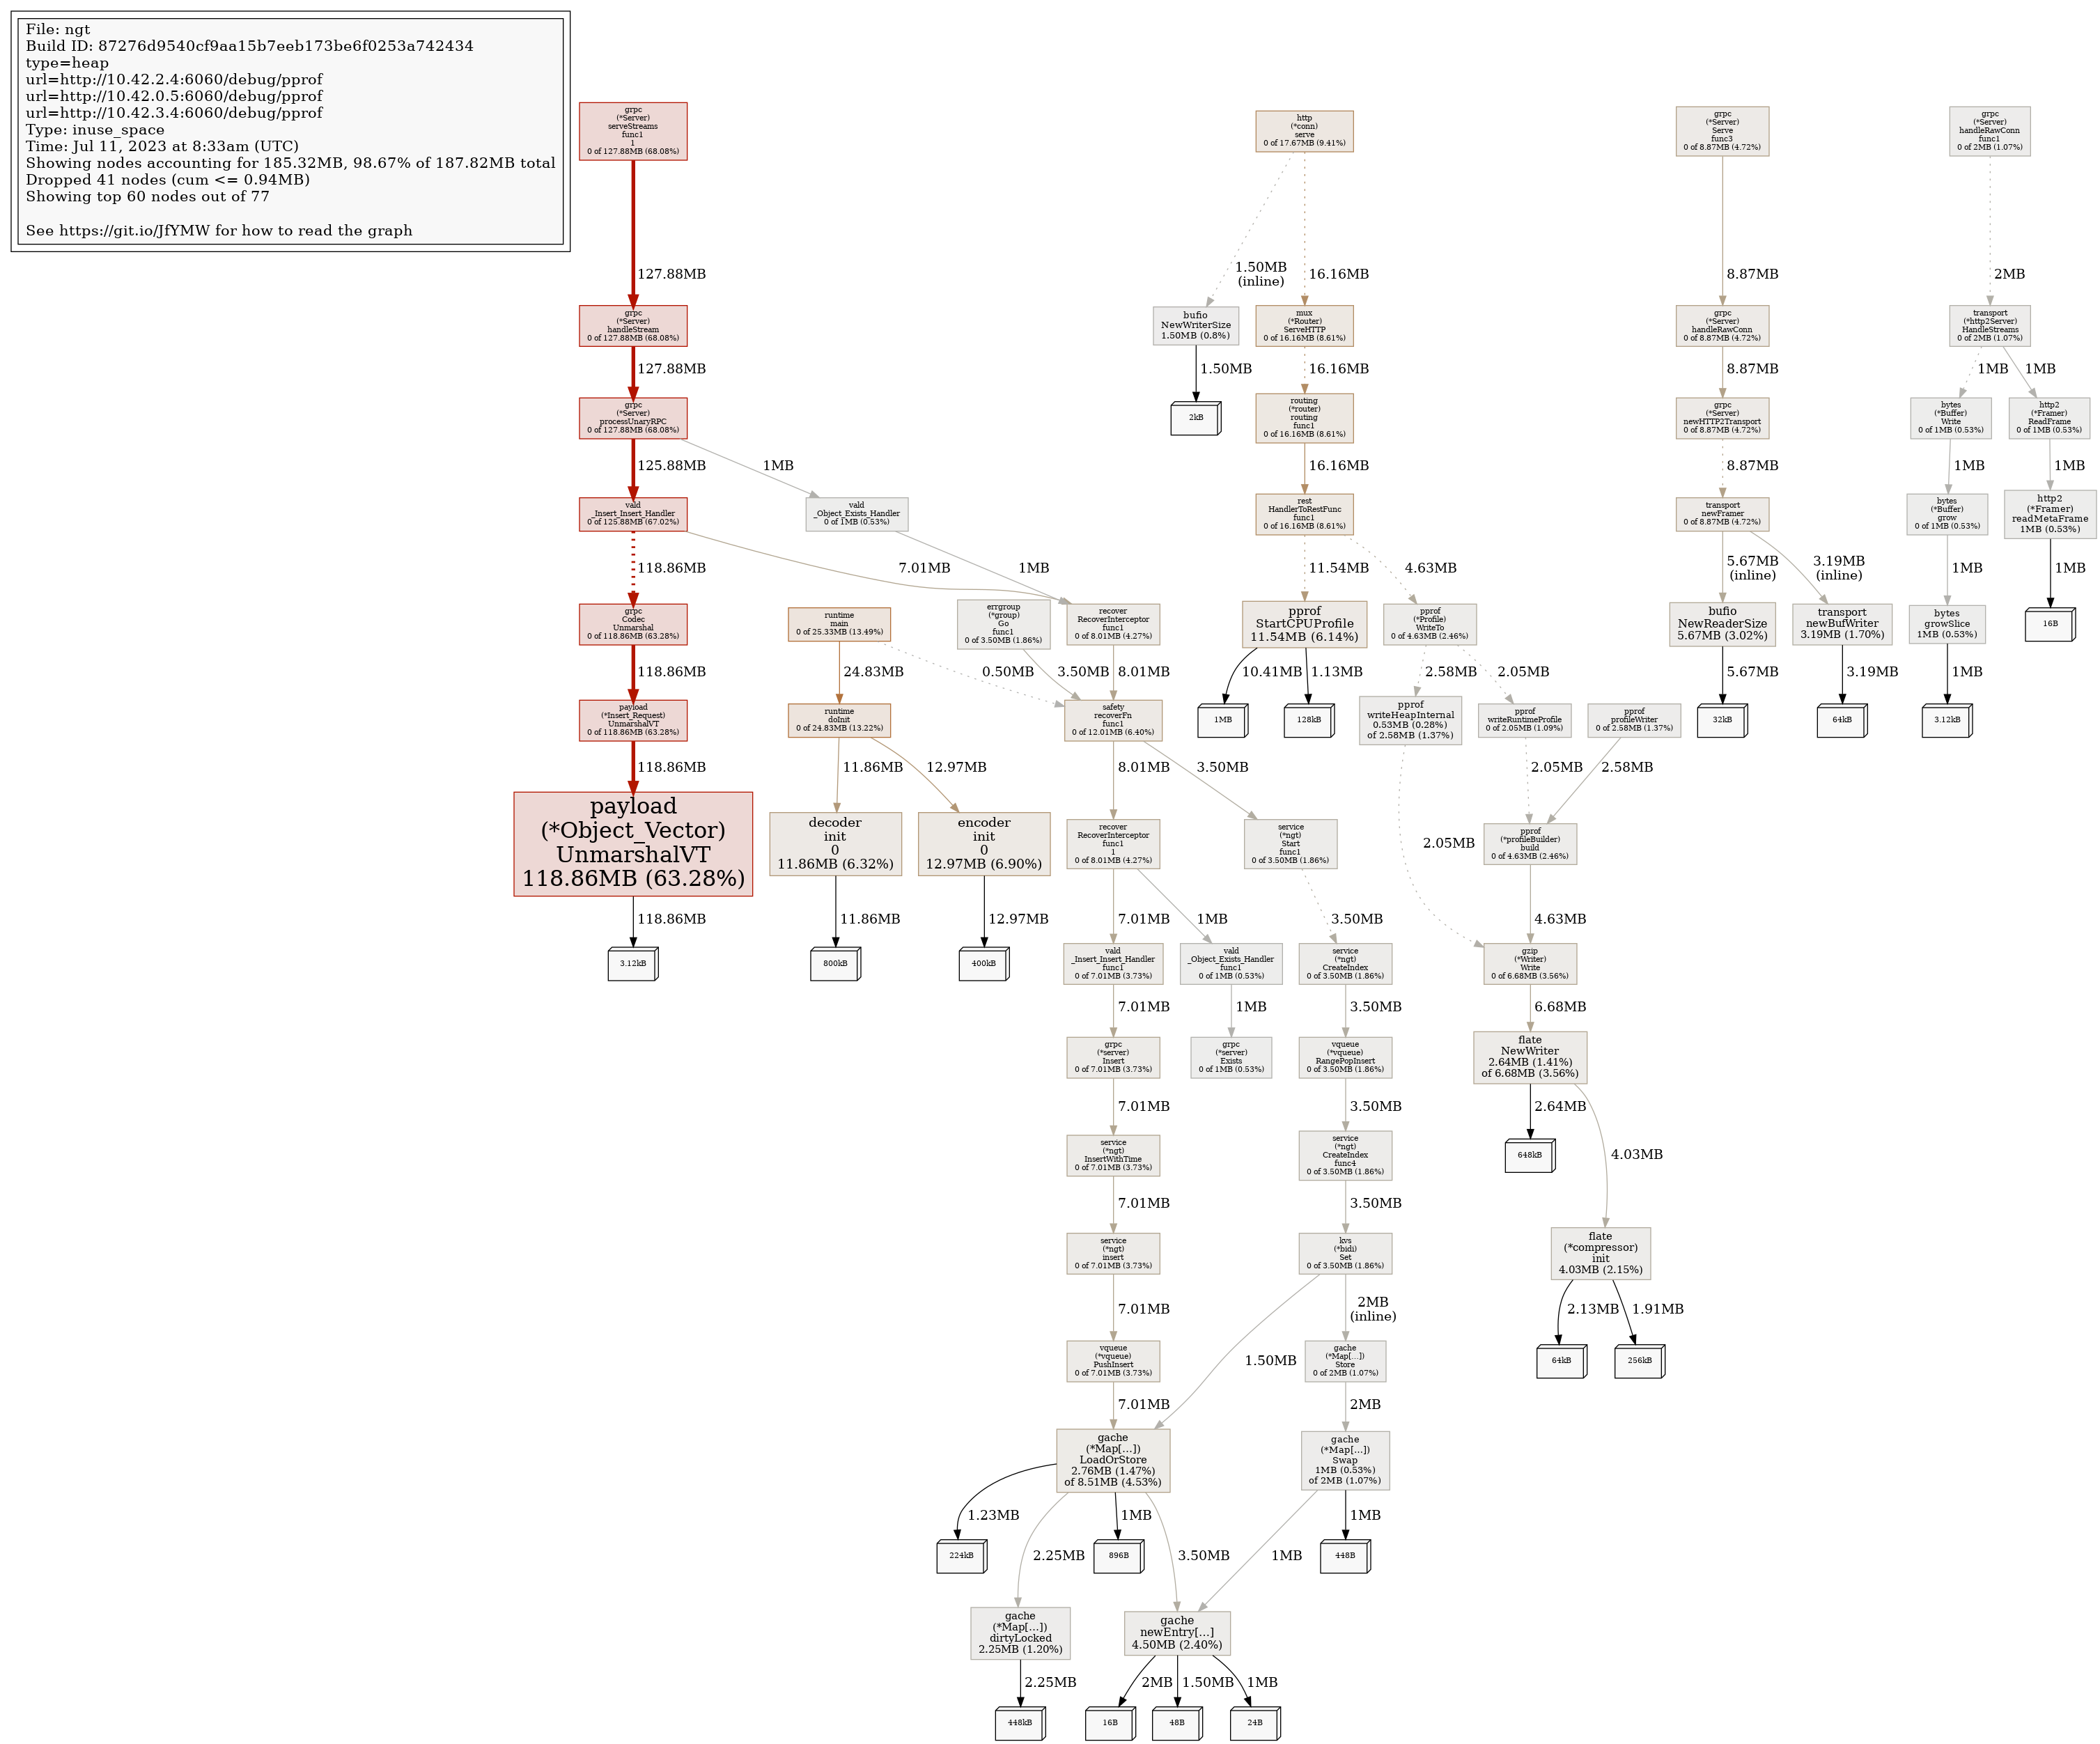 File: ngt
Build ID: 87276d9540cf9aa15b7eeb173be6f0253a742434
type=heap
url=http://10.42.2.4:6060/debug/pprof
url=http://10.42.0.5:6060/debug/pprof
url=http://10.42.3.4:6060/debug/pprof
Type: inuse_space
Time: Jul 11, 2023 at 8:33am (UTC)
Showing nodes accounting for 185.32MB, 98.67% of 187.82MB total
Dropped 41 nodes (cum <= 0.94MB)
Showing top 60 nodes out of 77
See https://git.io/JfYMW for how to read the graph
grpc
(*Server)
serveStreams
func1
1
0 of 127.88MB (68.08%)
127.88MB
grpc
(*Server)
handleStream
0 of 127.88MB (68.08%)
127.88MB
grpc
(*Server)
processUnaryRPC
0 of 127.88MB (68.08%)
125.88MB
1MB
vald
_Insert_Insert_Handler
0 of 125.88MB (67.02%)
vald
_Object_Exists_Handler
0 of 1MB (0.53%)
118.86MB
7.01MB
1MB
grpc
Codec
Unmarshal
0 of 118.86MB (63.28%)
118.86MB
payload
(*Insert_Request)
UnmarshalVT
0 of 118.86MB (63.28%)
118.86MB
payload
(*Object_Vector)
UnmarshalVT
118.86MB (63.28%)
118.86MB
3.12kB
runtime
main
0 of 25.33MB (13.49%)
24.83MB
0.50MB
runtime
doInit
0 of 24.83MB (13.22%)
11.86MB
12.97MB
decoder
init
0
11.86MB (6.32%)
11.86MB
800kB
encoder
init
0
12.97MB (6.90%)
12.97MB
400kB
errgroup
(*group)
Go
func1
0 of 3.50MB (1.86%)
3.50MB
recover
RecoverInterceptor
func1
0 of 8.01MB (4.27%)
8.01MB
safety
recoverFn
func1
0 of 12.01MB (6.40%)
8.01MB
3.50MB
recover
RecoverInterceptor
func1
1
0 of 8.01MB (4.27%)
7.01MB
1MB
service
(*ngt)
Start
func1
0 of 3.50MB (1.86%)
3.50MB
vald
_Insert_Insert_Handler
func1
0 of 7.01MB (3.73%)
7.01MB
vald
_Object_Exists_Handler
func1
0 of 1MB (0.53%)
1MB
service
(*ngt)
CreateIndex
0 of 3.50MB (1.86%)
3.50MB
grpc
(*server)
Insert
0 of 7.01MB (3.73%)
7.01MB
grpc
(*server)
Exists
0 of 1MB (0.53%)
vqueue
(*vqueue)
RangePopInsert
0 of 3.50MB (1.86%)
3.50MB
service
(*ngt)
InsertWithTime
0 of 7.01MB (3.73%)
7.01MB
service
(*ngt)
CreateIndex
func4
0 of 3.50MB (1.86%)
3.50MB
service
(*ngt)
insert
0 of 7.01MB (3.73%)
7.01MB
kvs
(*bidi)
Set
0 of 3.50MB (1.86%)
1.50MB
2MB
(inline)
vqueue
(*vqueue)
PushInsert
0 of 7.01MB (3.73%)
7.01MB
gache
(*Map[...])
Store
0 of 2MB (1.07%)
2MB
gache
(*Map[...])
LoadOrStore
2.76MB (1.47%)
of 8.51MB (4.53%)
1.23MB
2.25MB
1MB
3.50MB
gache
(*Map[...])
Swap
1MB (0.53%)
of 2MB (1.07%)
1MB
1MB
224kB
896B
448B
gache
(*Map[...])
dirtyLocked
2.25MB (1.20%)
2.25MB
448kB
gache
newEntry[...]
4.50MB (2.40%)
2MB
1.50MB
1MB
16B
48B
24B
http
(*conn)
serve
0 of 17.67MB (9.41%)
1.50MB
(inline)
16.16MB
bufio
NewWriterSize
1.50MB (0.8%)
1.50MB
2kB
mux
(*Router)
ServeHTTP
0 of 16.16MB (8.61%)
16.16MB
routing
(*router)
routing
func1
0 of 16.16MB (8.61%)
16.16MB
rest
HandlerToRestFunc
func1
0 of 16.16MB (8.61%)
11.54MB
4.63MB
pprof
StartCPUProfile
11.54MB (6.14%)
10.41MB
1.13MB
1MB
128kB
pprof
(*Profile)
WriteTo
0 of 4.63MB (2.46%)
2.58MB
2.05MB
pprof
writeHeapInternal
0.53MB (0.28%)
of 2.58MB (1.37%)
2.05MB
pprof
writeRuntimeProfile
0 of 2.05MB (1.09%)
2.05MB
pprof
profileWriter
0 of 2.58MB (1.37%)
2.58MB
pprof
(*profileBuilder)
build
0 of 4.63MB (2.46%)
4.63MB
gzip
(*Writer)
Write
0 of 6.68MB (3.56%)
6.68MB
flate
NewWriter
2.64MB (1.41%)
of 6.68MB (3.56%)
2.64MB
4.03MB
648kB
flate
(*compressor)
init
4.03MB (2.15%)
2.13MB
1.91MB
64kB
256kB
grpc
(*Server)
Serve
func3
0 of 8.87MB (4.72%)
8.87MB
grpc
(*Server)
handleRawConn
0 of 8.87MB (4.72%)
8.87MB
grpc
(*Server)
newHTTP2Transport
0 of 8.87MB (4.72%)
8.87MB
transport
newFramer
0 of 8.87MB (4.72%)
5.67MB
(inline)
3.19MB
(inline)
bufio
NewReaderSize
5.67MB (3.02%)
5.67MB
32kB
transport
newBufWriter
3.19MB (1.70%)
3.19MB
64kB
grpc
(*Server)
handleRawConn
func1
0 of 2MB (1.07%)
2MB
transport
(*http2Server)
HandleStreams
0 of 2MB (1.07%)
1MB
1MB
bytes
(*Buffer)
Write
0 of 1MB (0.53%)
1MB
http2
(*Framer)
ReadFrame
0 of 1MB (0.53%)
1MB
bytes
(*Buffer)
grow
0 of 1MB (0.53%)
1MB
http2
(*Framer)
readMetaFrame
1MB (0.53%)
1MB
bytes
growSlice
1MB (0.53%)
1MB
16B
3.12kB